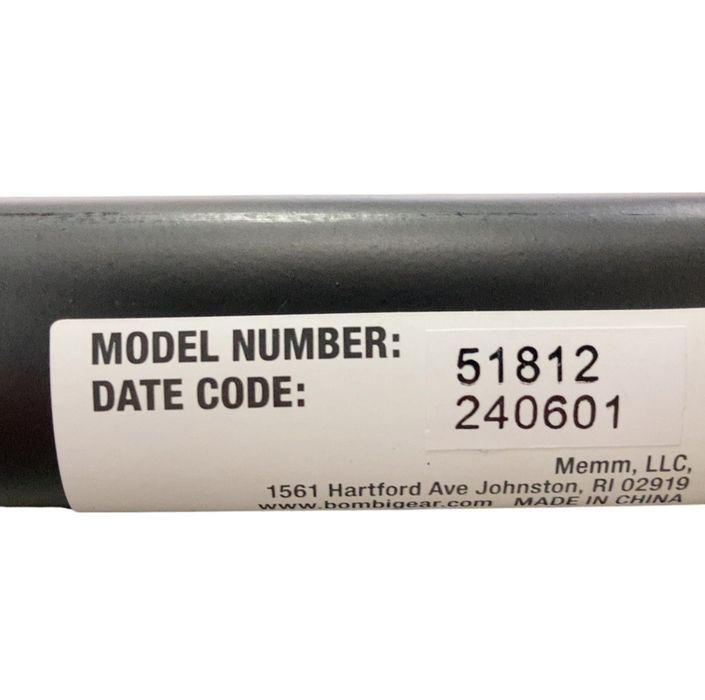 MODEL NUMBER: 51812
DATE CODE: 240601
Memm, LLC,
1561 Hartford Ave Johnston, RI 02919
www.bombigear.com MADE IN CHINA